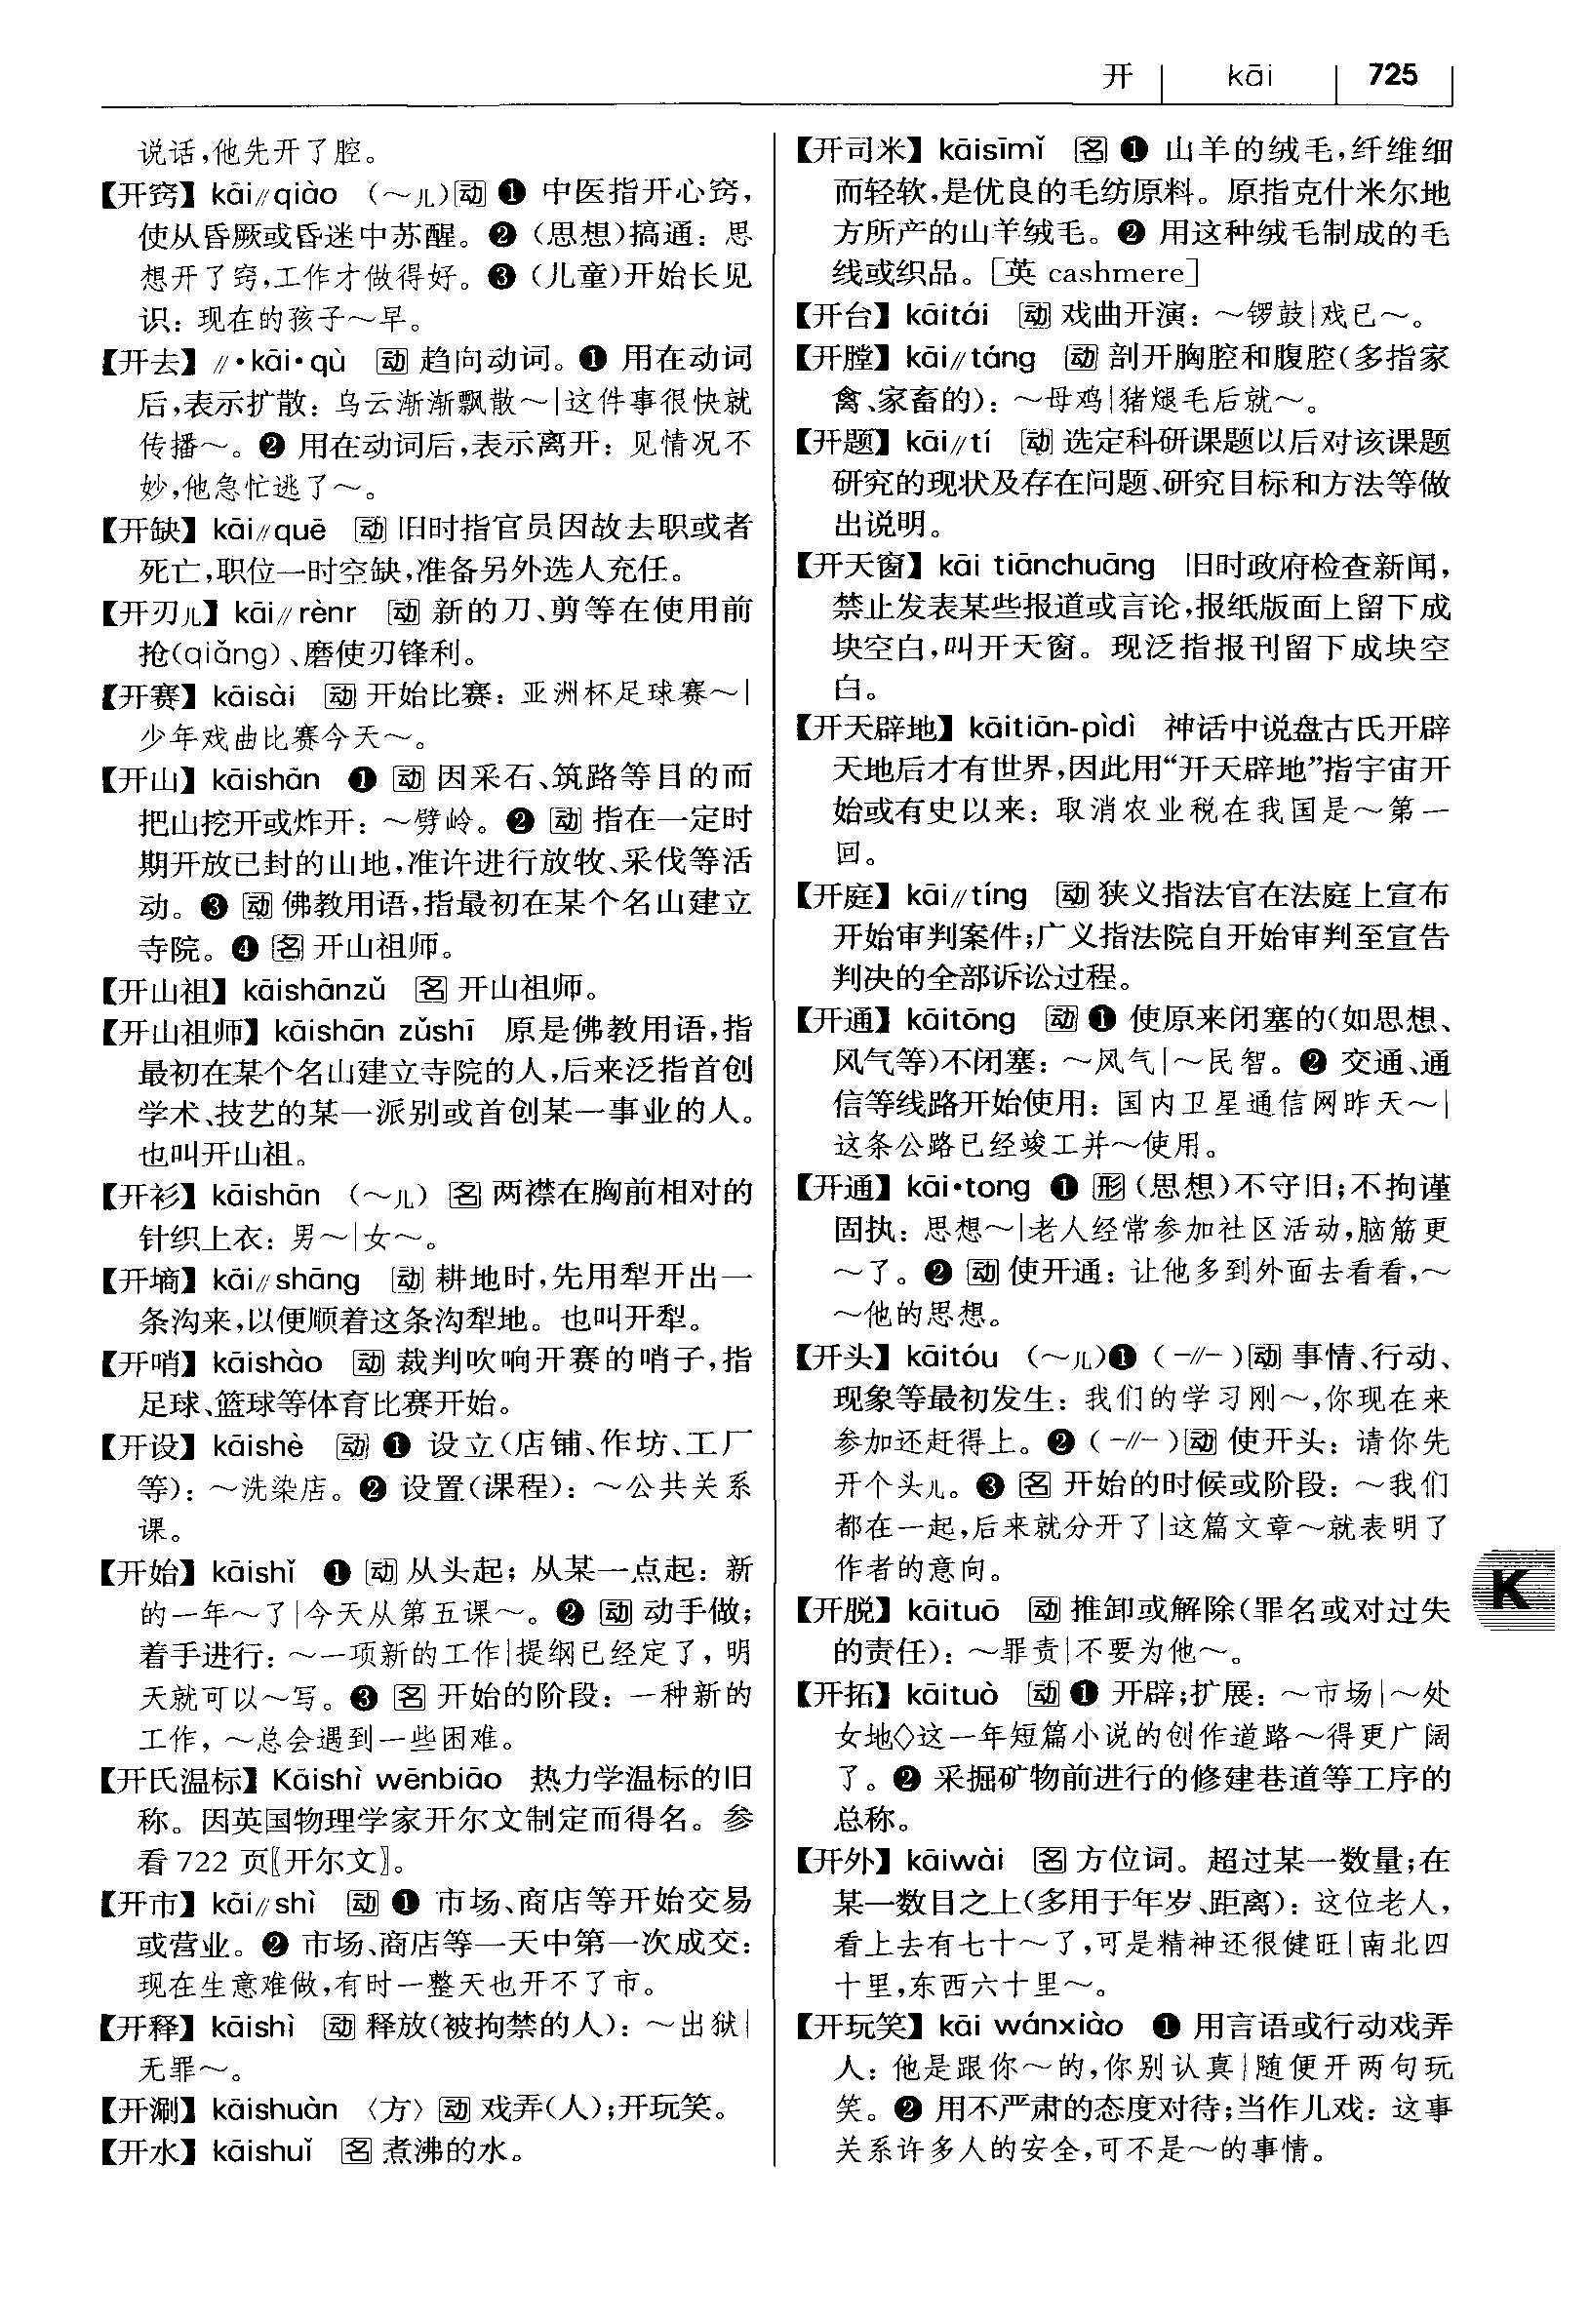 开 kāi 725
说话，他先开了腔。
【开窍】kāi//qiào （～儿）动 ❶ 中医指开心窍，
使从昏厥或昏迷中苏醒。❷（思想）搞通：思
想开了窍，工作才做得好。❸（儿童）开始长见
识：现在的孩子～早。
【开去】//·kāi·qù 动 趋向动词。❶ 用在动词
后，表示扩散：乌云渐渐飘散～|这件事很快就
传播～。❷ 用在动词后，表示离开：见情况不
妙，他急忙逃了～。
【开缺】kāi//quē 动 旧时指官员因故去职或者
死亡，职位一时空缺，准备另外选人充任。
【开刃儿】kāi//rènr 动 新的刀、剪等在使用前
抢(qiǎng)、磨使刃锋利。
【开赛】kāisài 动 开始比赛：亚洲杯足球赛～|
少年戏曲比赛今天～。
【开山】kāishān ❶ 动 因采石、筑路等目的而
把山挖开或炸开：～劈岭。❷ 动 指在一定时
期开放已封的山地，准许进行放牧、采伐等活
动。❸ 动 佛教用语，指最初在某个名山建立
寺院。❹ 名 开山祖师。
【开山祖】kāishānzǔ 名 开山祖师。
【开山祖师】kāishān zǔshī 原是佛教用语，指
最初在某个名山建立寺院的人，后来泛指首创
学术、技艺的某一派别或首创某一事业的人。
也叫开山祖。
【开衫】kāishān （～儿）名 两襟在胸前相对的
针织上衣：男～|女～。
【开墒】kāi//shāng 动 耕地时，先用犁开出一
条沟来，以便顺着这条沟犁地。也叫开犁。
【开哨】kāishào 动 裁判吹响开赛的哨子，指
足球、篮球等体育比赛开始。
【开设】kāishè 动 ❶ 设立（店铺、作坊、工厂
等）：～洗染店。❷ 设置（课程）：～公共关系
课。
【开始】kāishǐ ❶ 动 从头起；从某一点起：新
的一年～了|今天从第五课～。❷ 动 动手做；
着手进行：～一项新的工作|提纲已经定了，明
天就可以～写。❸ 名 开始的阶段：一种新的
工作，～总会遇到一些困难。
【开氏温标】Kāishì wēnbiāo 热力学温标的旧
称。因英国物理学家开尔文制定而得名。参
看 722 页〖开尔文〗。
【开市】kāi//shì 动 ❶ 市场、商店等开始交易
或营业。❷ 市场、商店等一天中第一次成交：
现在生意难做，有时一整天也开不了市。
【开释】kāishì 动 释放（被拘禁的人）：～出狱|
无罪～。
【开涮】kāishuàn 〈方〉动 戏弄（人）；开玩笑。
【开水】kāishuǐ 名 煮沸的水。
【开司米】kāisīmǐ 名 ❶ 山羊的绒毛，纤维细
而轻软，是优良的毛纺原料。原指克什米尔地
方所产的山羊绒毛。❷ 用这种绒毛制成的毛
线或织品。［英 cashmere］
【开台】kāitái 动 戏曲开演：～锣鼓|戏已～。
【开膛】kāi//táng 动 剖开胸腔和腹腔（多指家
禽、家畜的）：～母鸡|猪煺毛后就～。
【开题】kāi//tí 动 选定科研课题以后对该课题
研究的现状及存在问题、研究目标和方法等做
出说明。
【开天窗】kāi tiānchuāng 旧时政府检查新闻，
禁止发表某些报道或言论，报纸版面上留下成
块空白，叫开天窗。现泛指报刊留下成块空
白。
【开天辟地】kāitiān-pìdì 神话中说盘古氏开辟
天地后才有世界，因此用“开天辟地”指宇宙开
始或有史以来：取消农业税在我国是～第一
回。
【开庭】kāi//tíng 动 狭义指法官在法庭上宣布
开始审判案件；广义指法院自开始审判至宣告
判决的全部诉讼过程。
【开通】kāitōng 动 ❶ 使原来闭塞的（如思想、
风气等）不闭塞：～风气|～民智。❷ 交通、通
信等线路开始使用：国内卫星通信网昨天～|
这条公路已经竣工并～使用。
【开通】kāi·tong ❶ 形（思想）不守旧；不拘谨
固执：思想～|老人经常参加社区活动，脑筋更
～了。❷ 动 使开通：让他多到外面去看看，～
～他的思想。
【开头】kāitóu （～儿）❶（-//-）动 事情、行动、
现象等最初发生：我们的学习刚～，你现在来
参加还赶得上。❷（-//-）动 使开头：请你先
开个头儿。❸ 名 开始的时候或阶段：～我们
都在一起，后来就分开了|这篇文章～就表明了
作者的意向。
【开脱】kāituō 动 推卸或解除（罪名或对过失
的责任）：～罪责|不要为他～。
【开拓】kāituò 动 ❶ 开辟；扩展：～市场|～处
女地◇这一年短篇小说的创作道路～得更广阔
了。❷ 采掘矿物前进行的修建巷道等工序的
总称。
【开外】kāiwài 名 方位词。超过某一数量；在
某一数目之上（多用于年岁、距离）：这位老人，
看上去有七十～了，可是精神还很健旺|南北四
十里，东西六十里～。
【开玩笑】kāi wánxiào ❶ 用言语或行动戏弄
人：他是跟你～的，你别认真|随便开两句玩
笑。❷ 用不严肃的态度对待；当作儿戏：这事
关系许多人的安全，可不是～的事情。
K